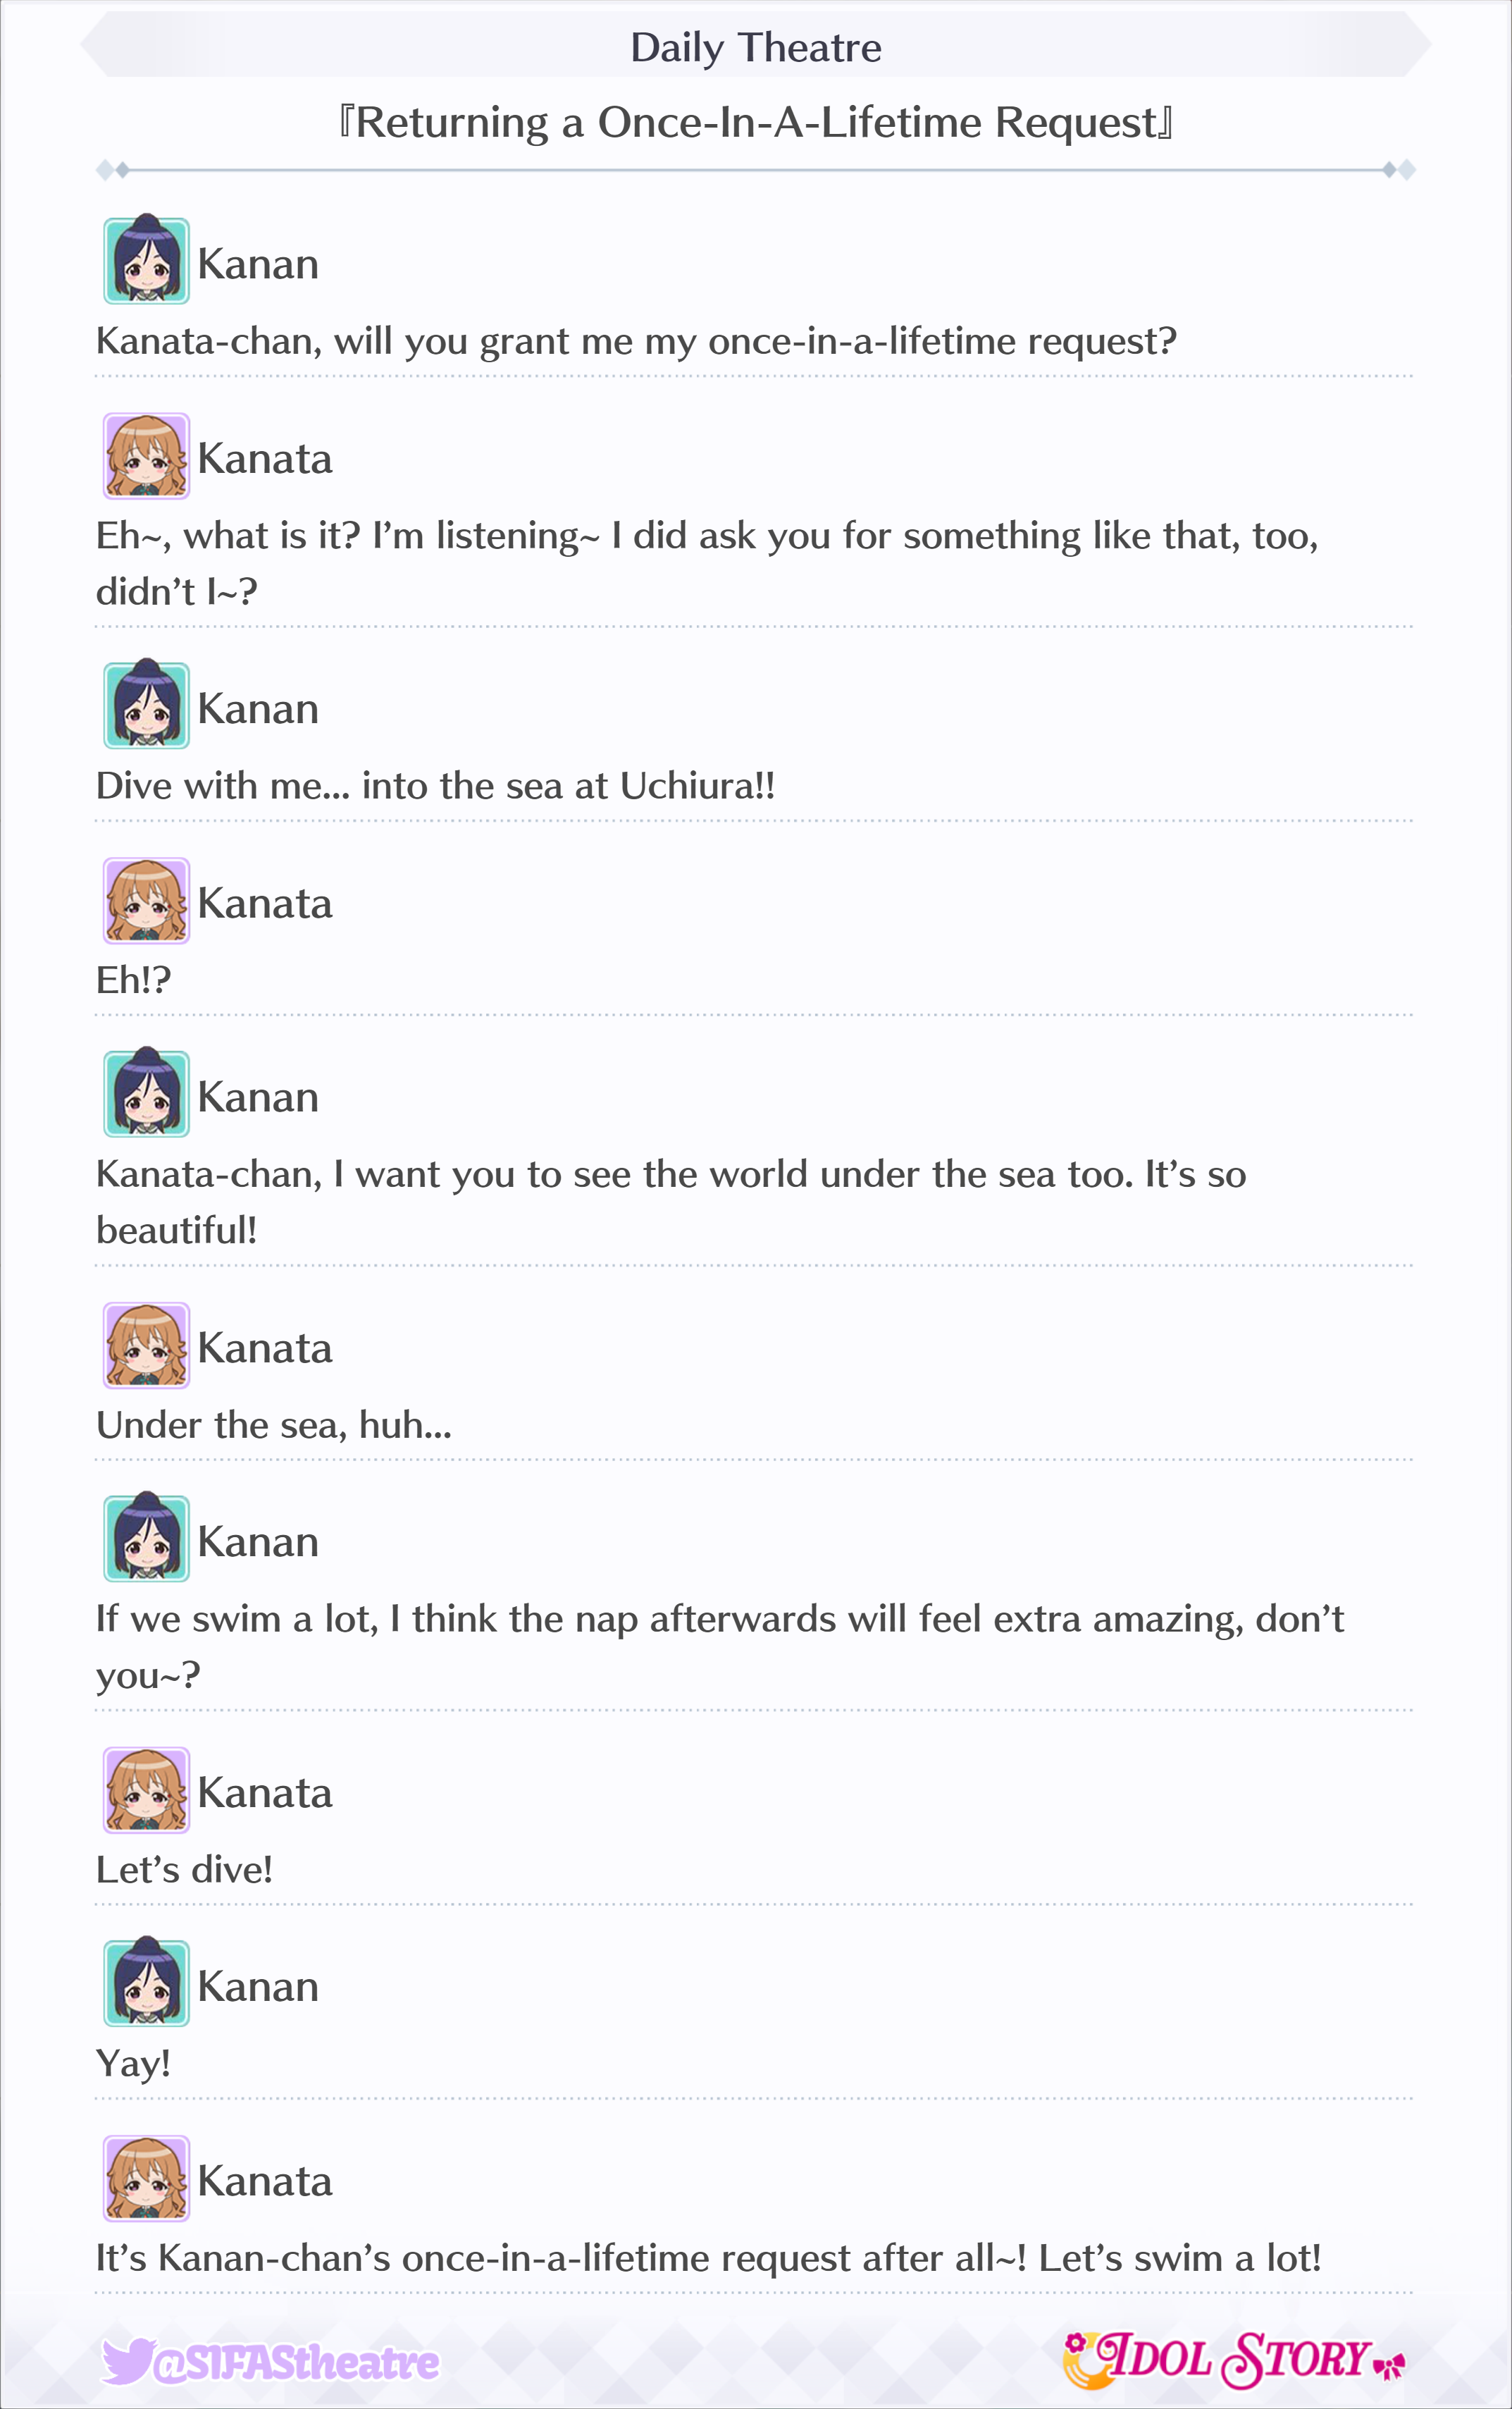 Daily Theatre
『Returning a Once-In-A-Lifetime Request』
Kanan
Kanata-chan, will you grant me my once-in-a-lifetime request?
Kanata
Eh~, what is it? I’m listening~ I did ask you for something like that, too,
didn’t I~?
Kanan
Dive with me... into the sea at Uchiura!!
Kanata
Eh!?
Kanan
Kanata-chan, I want you to see the world under the sea too. It’s so
beautiful!
Kanata
Under the sea, huh...
Kanan
If we swim a lot, I think the nap afterwards will feel extra amazing, don’t
you~?
Kanata
Let’s dive!
Kanan
Yay!
Kanata
It’s Kanan-chan’s once-in-a-lifetime request after all~! Let’s swim a lot!
@SIFAStheatre
IDOL STORY